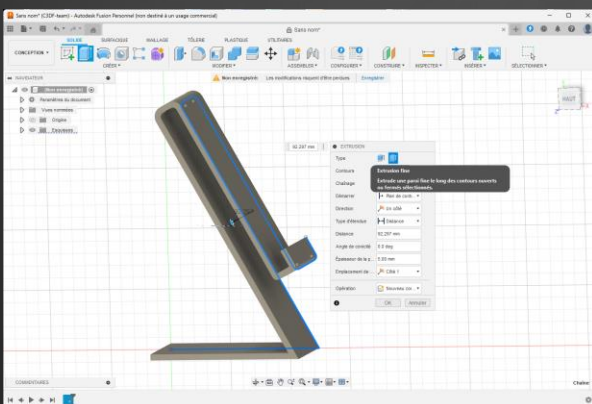 Sans nom* (C3DF-team) - Autodesk Fusion Personnel (non destiné à un usage commercial)
Sans nom*
SOLIDE SURFACIQUE MAILLAGE TÔLERIE PLASTIQUE UTILITAIRES
CONCEPTION
CRÉER MODIFIER ASSEMBLER CONFIGURER CONSTRUIRE INSPECTER INSÉRER SÉLECTIONNER
NAVIGATEUR
Non enregistré: Les modifications risquent d'être perdues Enregistrer
(Non enregistré)
Paramètres du document
Vues nommées
Origine
Esquisses
HAUT
92.297 mm
EXTRUSION
Type
Contours
Extrusion fine
Extrude une paroi fine le long des contours ouverts
ou fermés sélectionnés.
Chaînage
Démarrer Plan de cont...
Direction Un côté
Type d'étendue Distance
Distance 92.297 mm
Angle de conicité 0.0 deg
Épaisseur de la p... 5.00 mm
Emplacement de ... Côté 1
Opération Nouveau cor...
OK Annuler
COMMENTAIRES